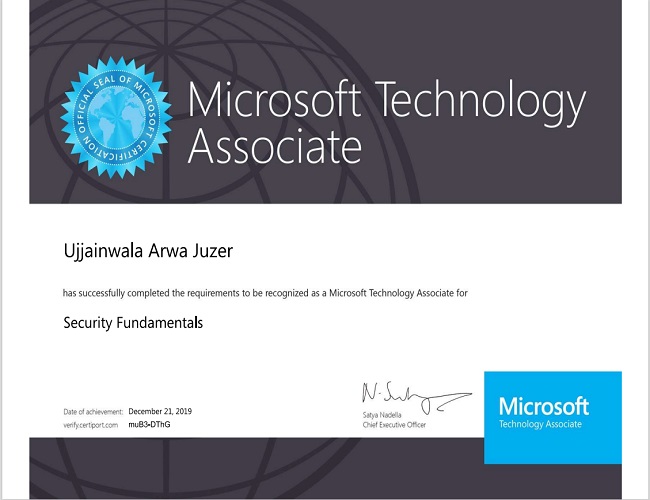 OFFICIAL SEAL OF MICROSOFT CERTIFICATION
Microsoft Technology
Associate
Ujjainwala Arwa Juzer
has successfully completed the requirements to be recognized as a Microsoft Technology Associate for
Security Fundamentals
Date of achievement: December 21, 2019
verify.certiport.com muB3-DThG
Satya Nadella
Chief Executive Officer
Microsoft
Technology Associate